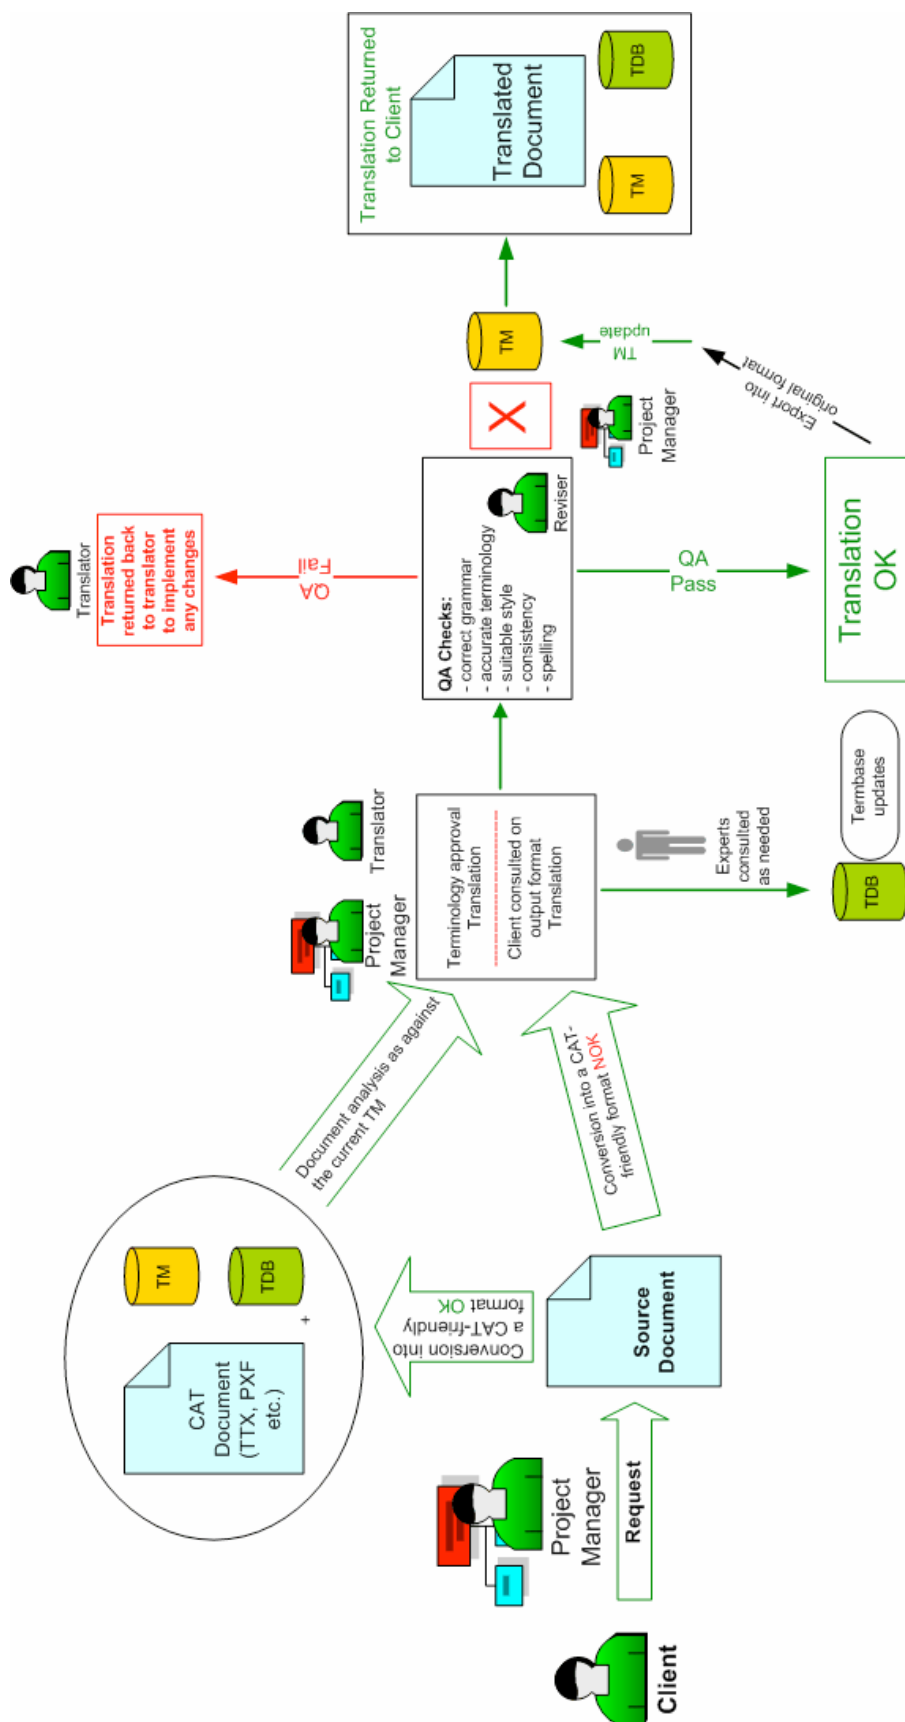 Client
Project
Manager
Request
Source
Document
Conversion into
a CAT-friendly
format OK
CAT
Document
(TTX, PXF
etc.)
+
TM
TDB
Document analysis as against
the current TM
Conversion into a CAT-
friendly format NOK
Project
Manager
Translator
Terminology approval
Translation
Client consulted on
output format
Translation
Experts
consulted
as needed
TDB
Termbase
updates
QA Checks:
- correct grammar
- accurate terminology
- suitable style
- consistency
- spelling
Reviser
QA
Fail
Translator
Translation
returned back
to translator
to implement
any changes
QA
Pass
Translation
OK
Export into
original format
TM
update
X
Project
Manager
TM
Translation Returned
to Client
Translated
Document
TM
TDB